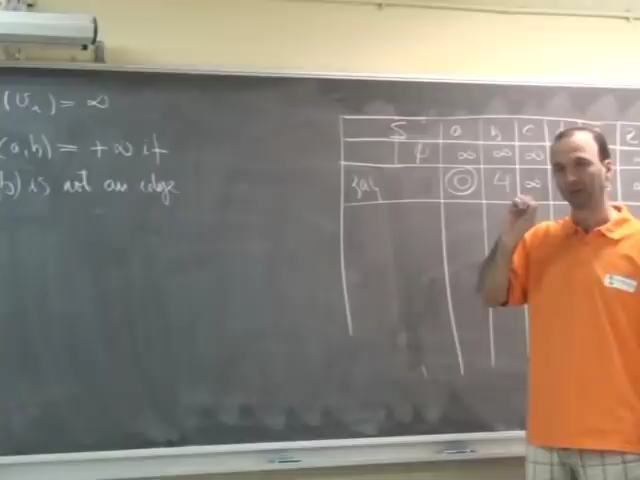 (v₁) = ∞
(a,b) = +∞ if
b) is not an edge
S a b c z
φ ∞ ∞ ∞
{a} 0 4 ∞